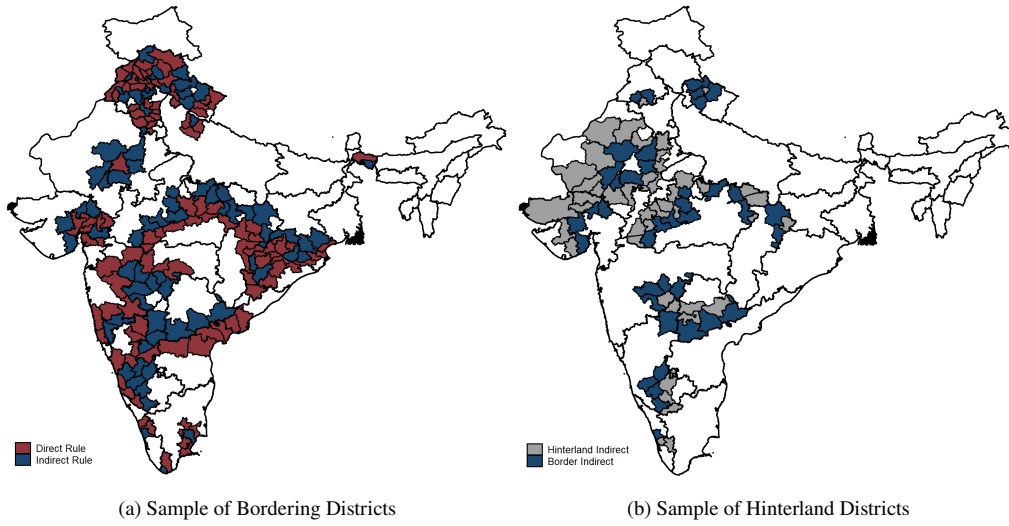 Direct Rule
Indirect Rule
Hinterland Indirect
Border Indirect
(a) Sample of Bordering Districts
(b) Sample of Hinterland Districts